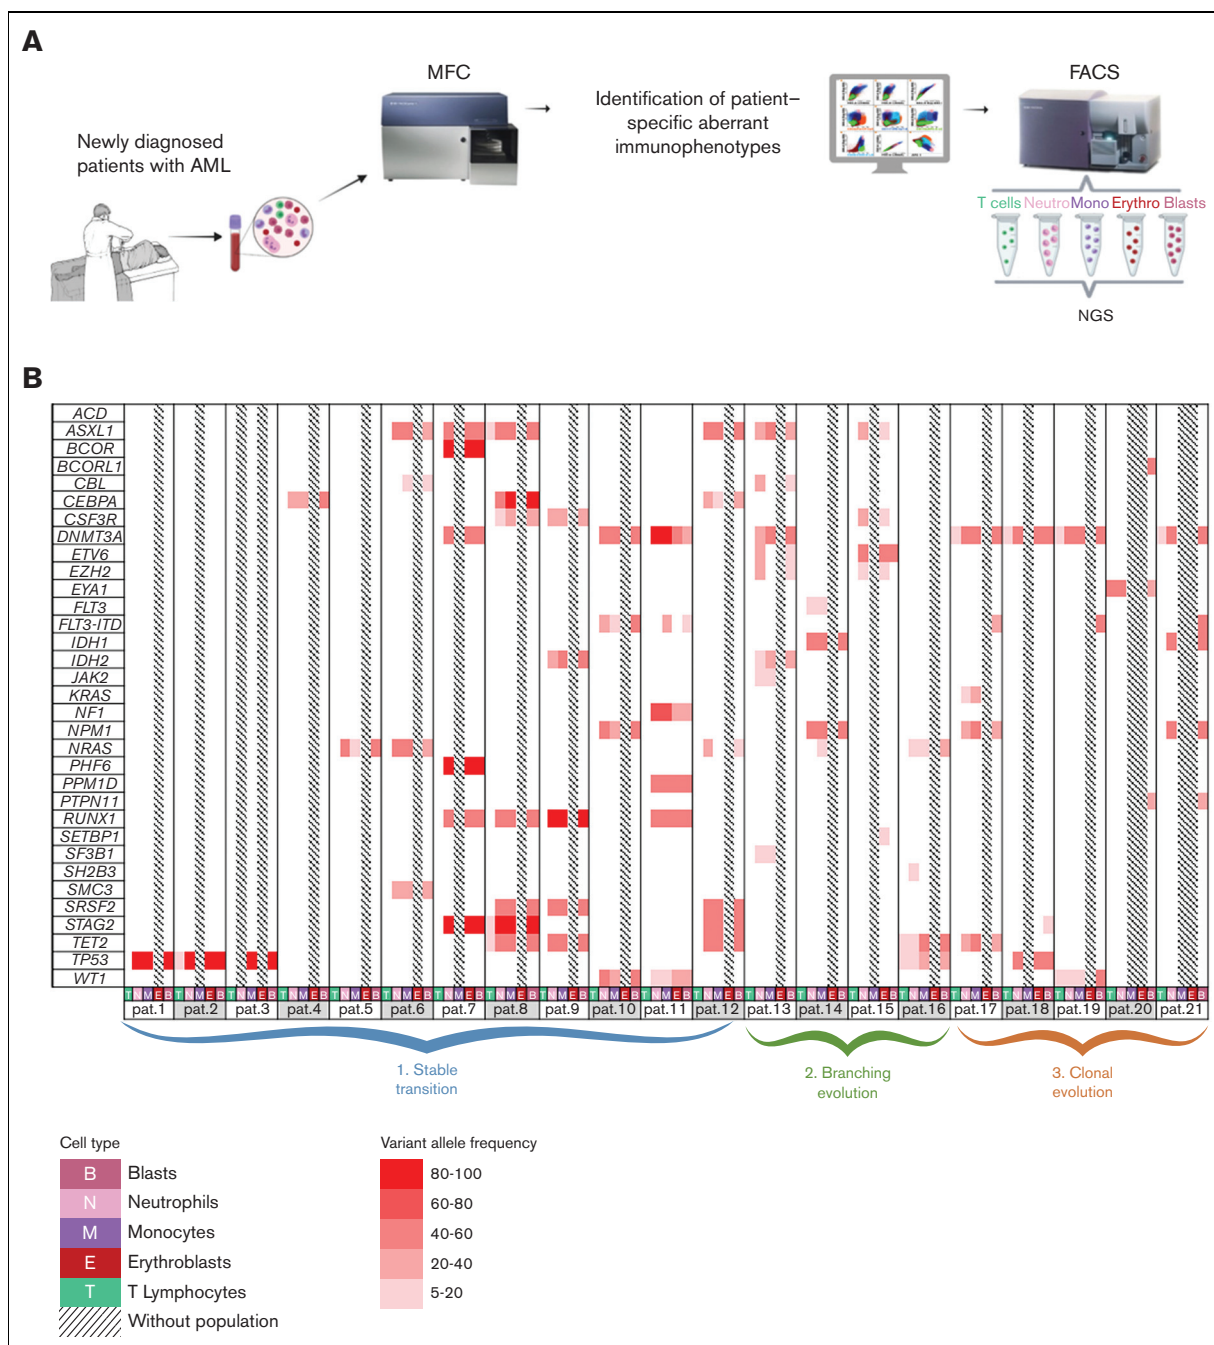 A
MFC
FACS
Newly diagnosed
patients with AML
Identification of patient–
specific aberrant
immunophenotypes
T cells Neutro Mono Erythro Blasts
NGS
B
ACD
ASXL1
BCOR
BCORL1
CBL
CEBPA
CSF3R
DNMT3A
ETV6
EZH2
EYA1
FLT3
FLT3-ITD
IDH1
IDH2
JAK2
KRAS
NF1
NPM1
NRAS
PHF6
PPM1D
PTPN11
RUNX1
SETBP1
SF3B1
SH2B3
SMC3
SRSF2
STAG2
TET2
TP53
WT1
T N M E B T N M E B T N M E B T N M E B T N M E B T N M E B T N M E B T N M E B T N M E B T N M E B T N M E B T N M E B T N M E B T N M E B T N M E B T N M E B T N M E B T N M E B T N M E B T N M E B T N M E B
pat.1 pat.2 pat.3 pat.4 pat.5 pat.6 pat.7 pat.8 pat.9 pat.10 pat.11 pat.12 pat.13 pat.14 pat.15 pat.16 pat.17 pat.18 pat.19 pat.20 pat.21
1. Stable
transition
2. Branching
evolution
3. Clonal
evolution
Cell type
B Blasts
N Neutrophils
M Monocytes
E Erythroblasts
T T Lymphocytes
Without population
Variant allele frequency
80-100
60-80
40-60
20-40
5-20